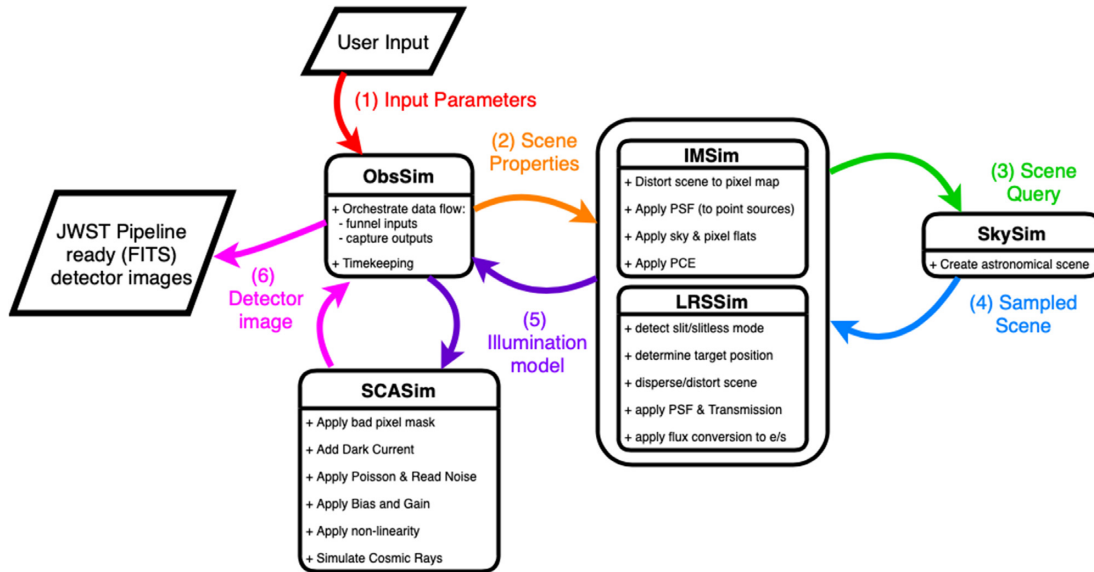 User Input
(1) Input Parameters
(2) Scene
Properties
ObsSim
+ Orchestrate data flow:
- funnel inputs
- capture outputs
+ Timekeeping
IMSim
+ Distort scene to pixel map
+ Apply PSF (to point sources)
+ Apply sky & pixel flats
+ Apply PCE
(3) Scene
Query
SkySim
+ Create astronomical scene
(4) Sampled
Scene
LRSSim
+ detect slit/slitless mode
+ determine target position
+ disperse/distort scene
+ apply PSF & Transmission
+ apply flux conversion to e/s
(5)
Illumination
model
JWST Pipeline
ready (FITS)
detector images
(6)
Detector
image
SCASim
+ Apply bad pixel mask
+ Add Dark Current
+ Apply Poisson & Read Noise
+ Apply Bias and Gain
+ Apply non-linearity
+ Simulate Cosmic Rays